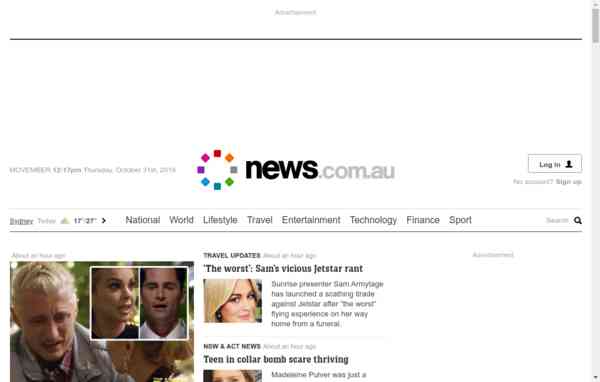 Advertisement
MOVEMBER 12:17pm Thursday, October 31st, 2019
news.com.au
Log in
No account? Sign up
Sydney Today 17°/27° National World Lifestyle Travel Entertainment Technology Finance Sport Search
About an hour ago
TRAVEL UPDATES About an hour ago
Advertisement
'The worst': Sam's vicious Jetstar rant
Sunrise presenter Sam Armytage
has launched a scathing tirade
against Jetstar after "the worst"
flying experience on her way
home from a funeral.
NSW & ACT NEWS About an hour ago
Teen in collar bomb scare thriving
Madeleine Pulver was just a